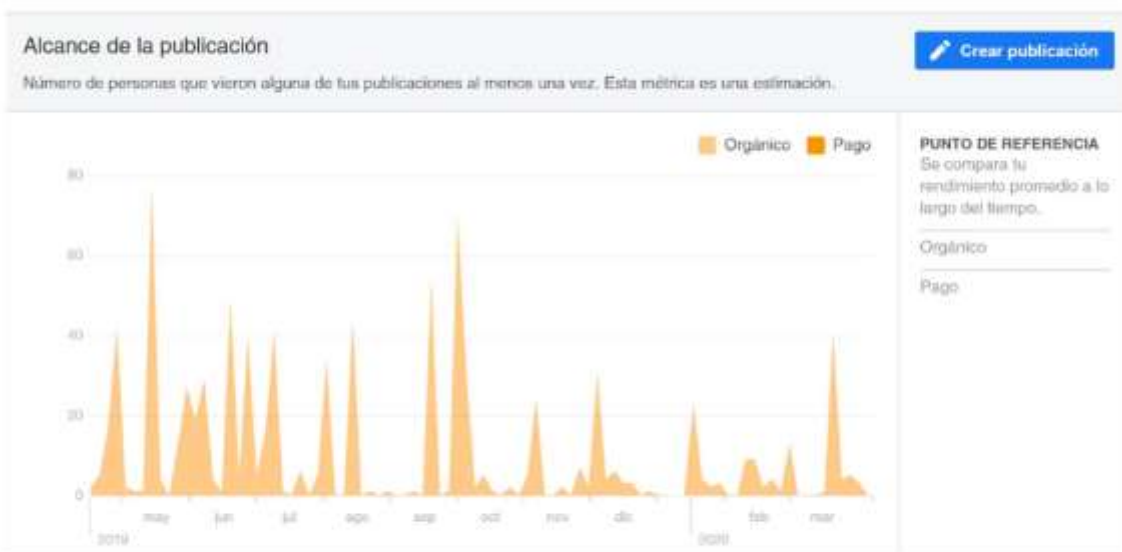 Alcance de la publicación
Número de personas que vieron alguna de tus publicaciones al menos una vez. Esta métrica es una estimación.
Crear publicación
Orgánico
Pago
PUNTO DE REFERENCIA
Se compara tu
rendimiento promedio a lo
largo del tiempo.
Orgánico
Pago
80
60
40
20
0
may jun jul ago sep oct nov dic feb mar
2019 2020